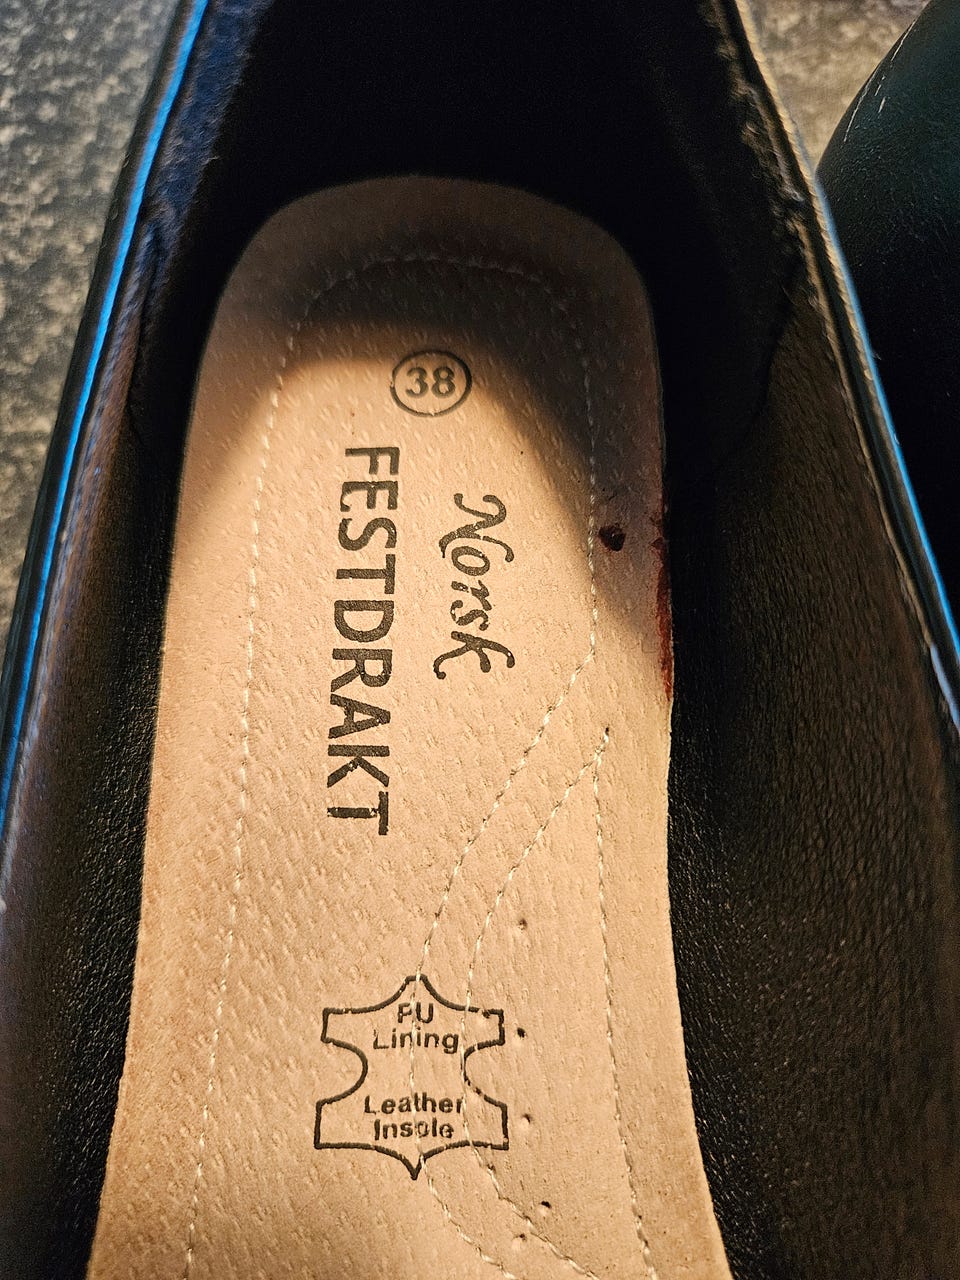 38
Norsk
FESTDRAKT
PU
Lining
Leather
Insole